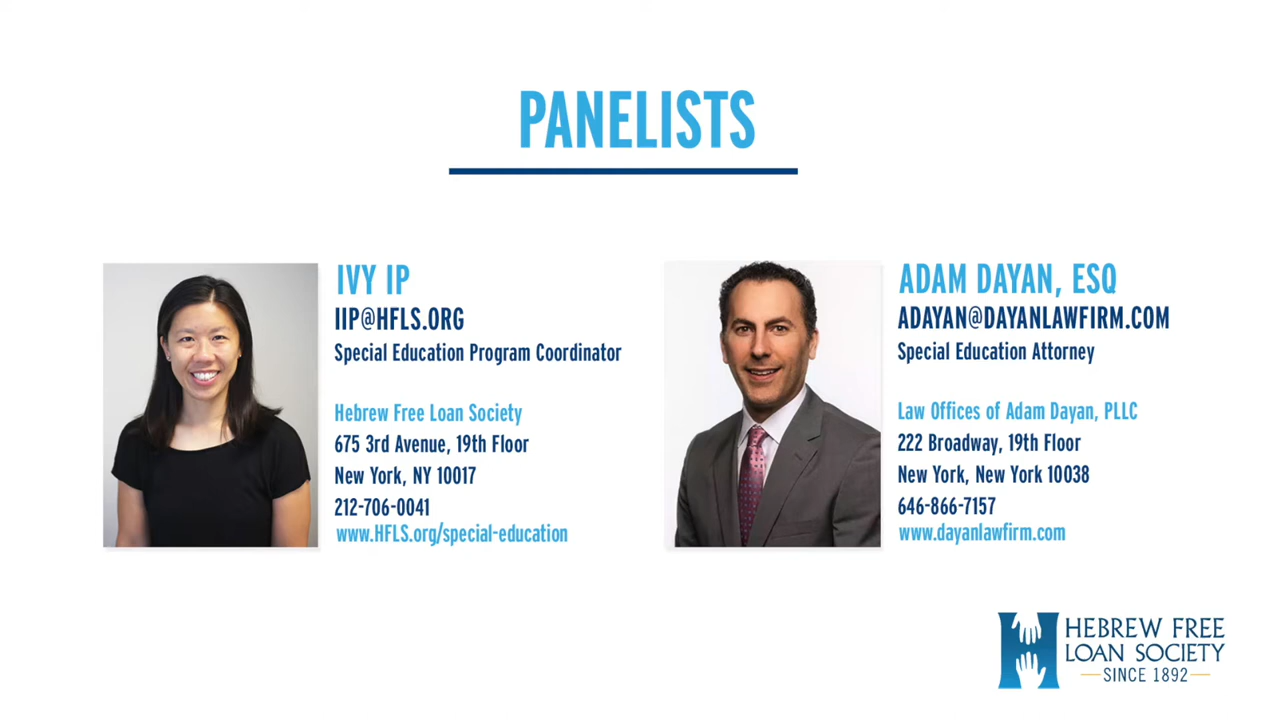 PANELISTS
IVY IP
IIP@HFLS.ORG
Special Education Program Coordinator
Hebrew Free Loan Society
675 3rd Avenue, 19th Floor
New York, NY 10017
212-706-0041
www.HFLS.org/special-education
ADAM DAYAN, ESQ
ADAYAN@DAYANLAWFIRM.COM
Special Education Attorney
Law Offices of Adam Dayan, PLLC
222 Broadway, 19th Floor
New York, New York 10038
646-866-7157
www.dayanlawfirm.com
HEBREW FREE
LOAN SOCIETY
SINCE 1892